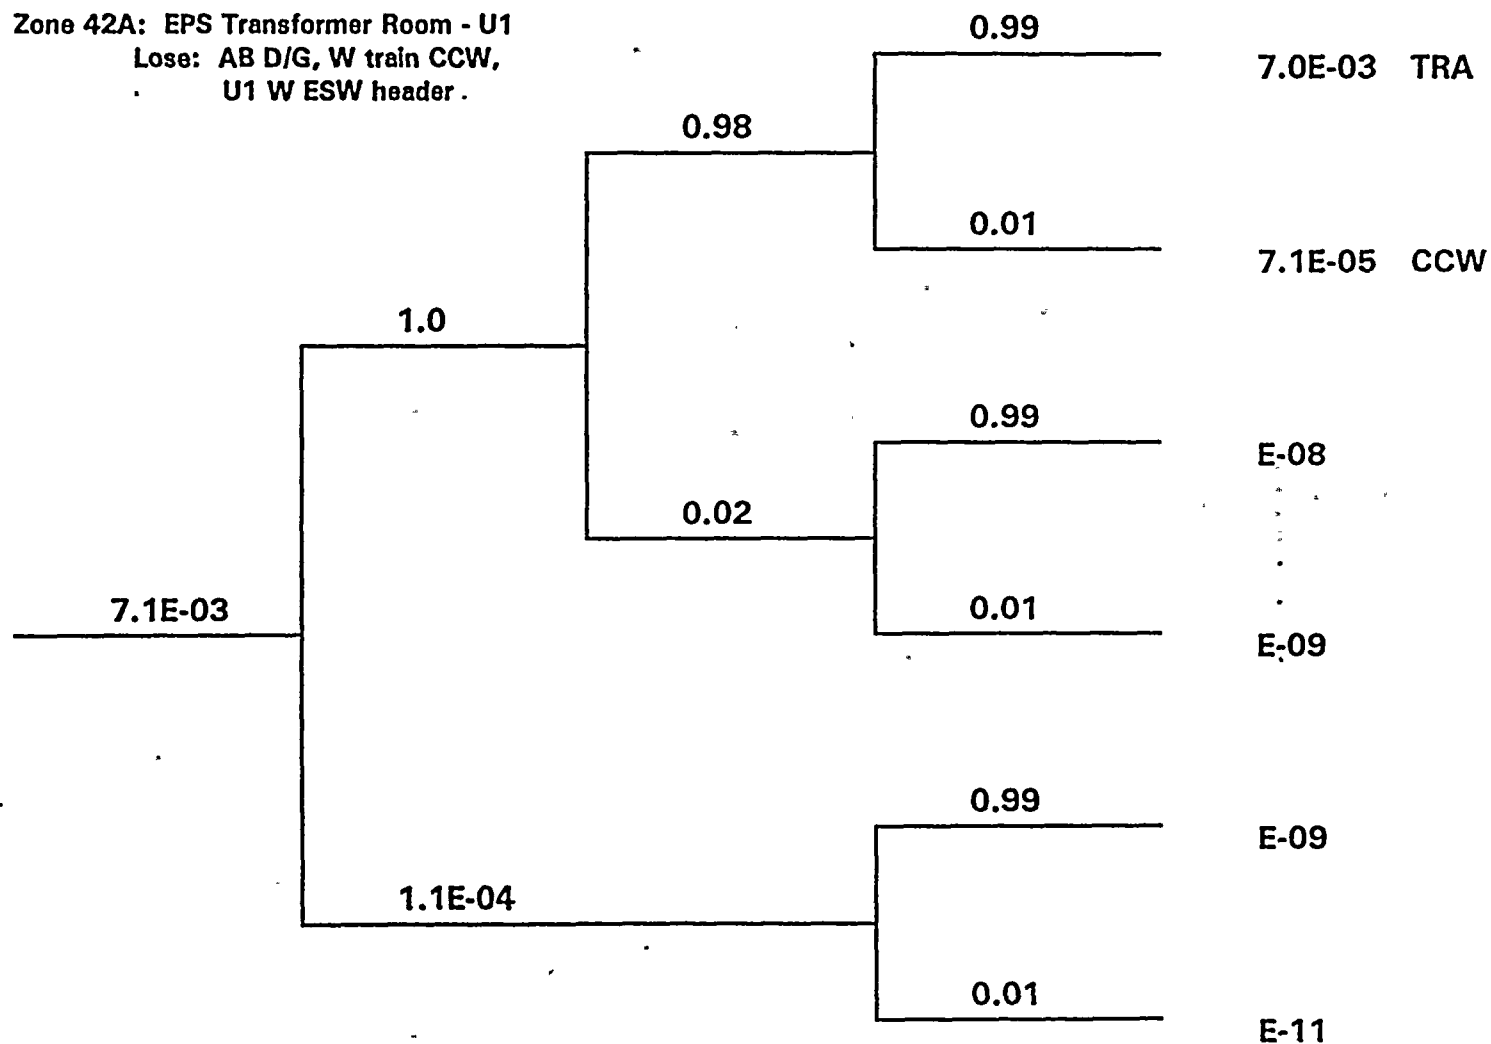 Zone 42A: EPS Transformer Room - U1
Lose: AB D/G, W train CCW,
U1 W ESW header.
0.99
7.0E-03 TRA
0.98
0.01
7.1E-05 CCW
1.0
0.99
E-08
0.02
0.01
E-09
7.1E-03
0.99
E-09
1.1E-04
0.01
E-11